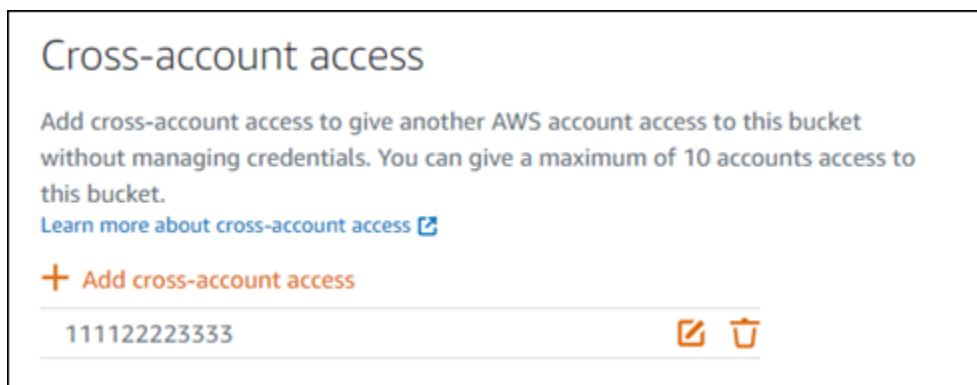 Cross-account access
Add cross-account access to give another AWS account access to this bucket
without managing credentials. You can give a maximum of 10 accounts access to
this bucket.
Learn more about cross-account access
Add cross-account access
111122223333